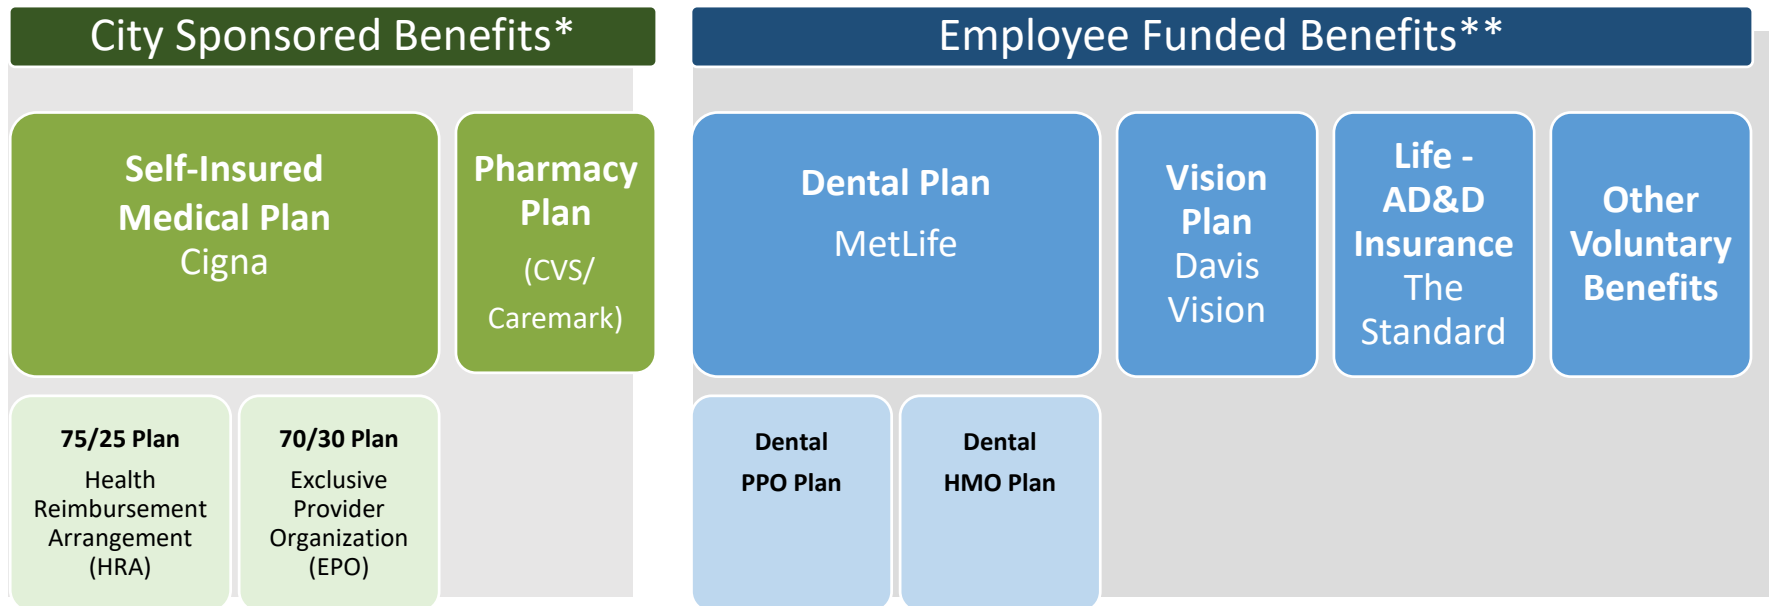 City Sponsored Benefits*
Employee Funded Benefits**
Self-Insured
Medical Plan
Cigna
Pharmacy
Plan
(CVS/
Caremark)
Dental Plan
MetLife
Vision
Plan
Davis
Vision
Life -
AD&D
Insurance
The
Standard
Other
Voluntary
Benefits
75/25 Plan
Health
Reimbursement
Arrangement
(HRA)
70/30 Plan
Exclusive
Provider
Organization
(EPO)
Dental
PPO Plan
Dental
HMO Plan